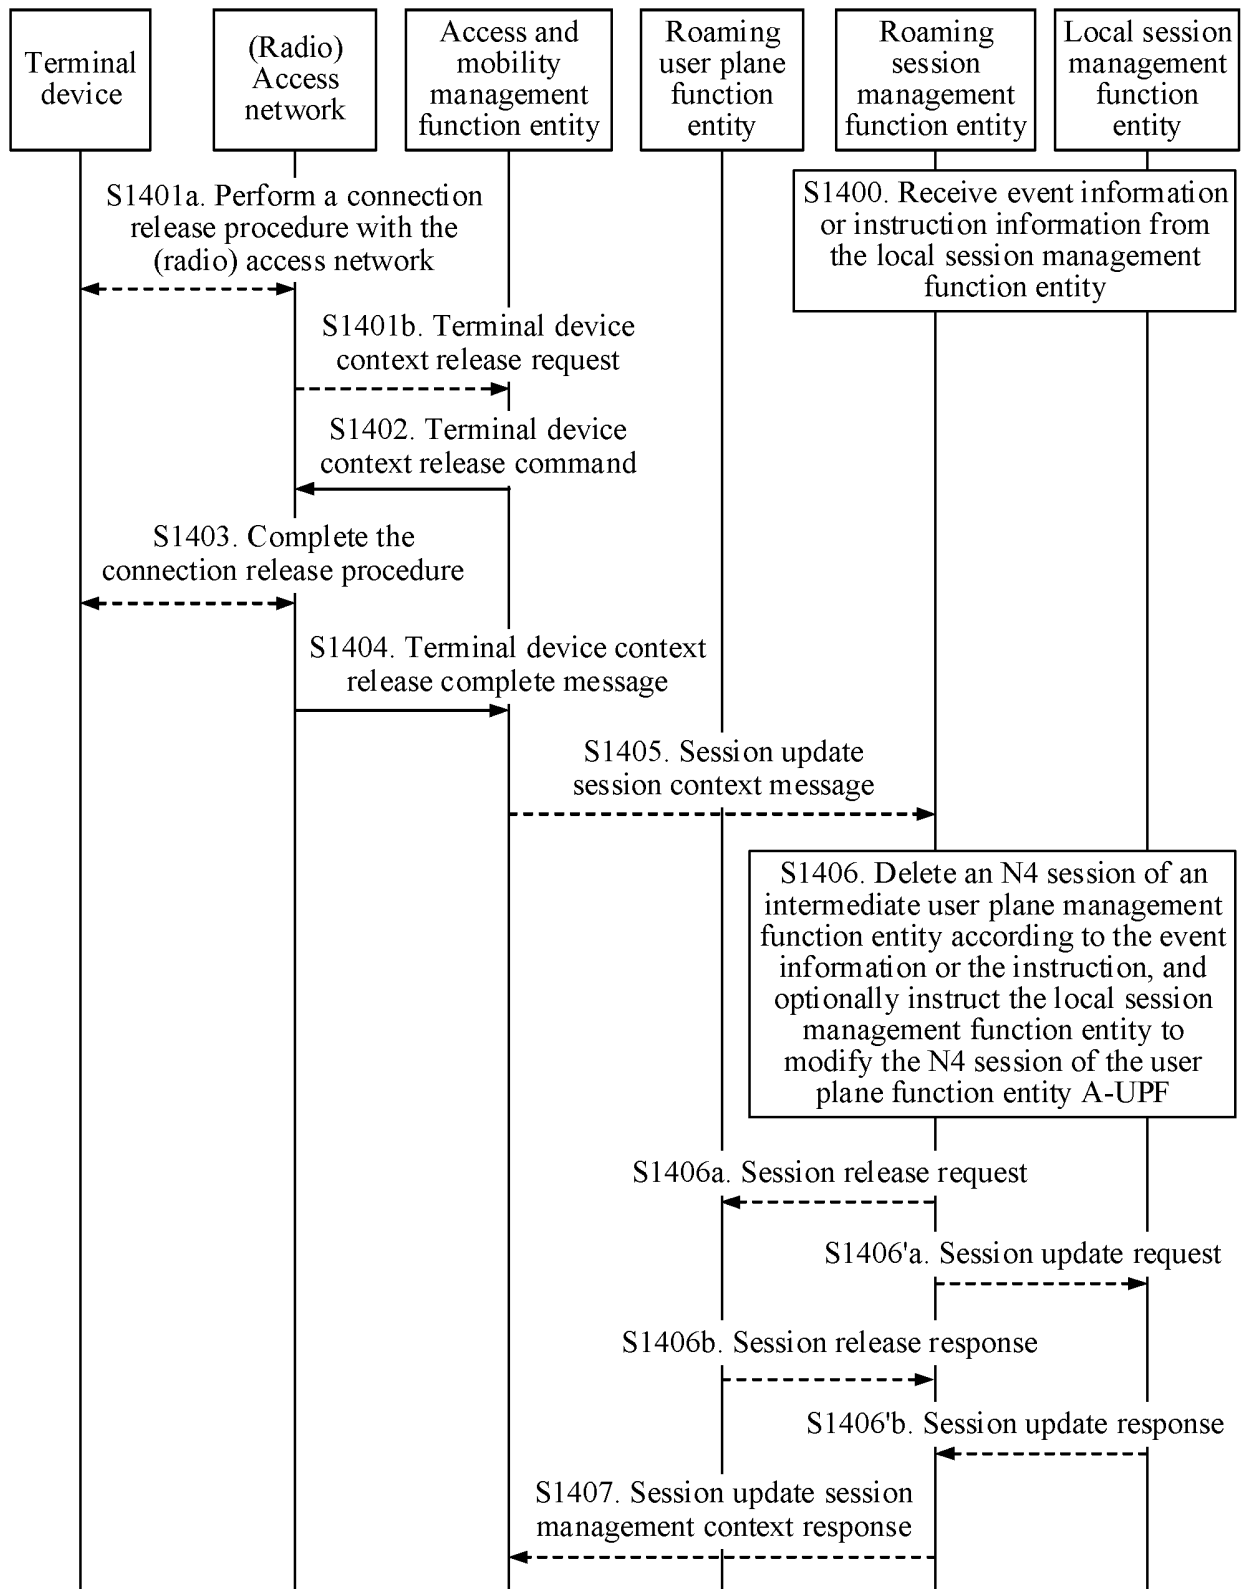 Terminal
device
(Radio)
Access
network
Access and
mobility
management
function entity
Roaming
user plane
function
entity
Roaming
session
management
function entity
Local session
management
function
entity
S1400. Receive event information
or instruction information from
the local session management
function entity
S1401a. Perform a connection
release procedure with the
(radio) access network
S1401b. Terminal device
context release request
S1402. Terminal device
context release command
S1403. Complete the
connection release procedure
S1404. Terminal device context
release complete message
S1405. Session update
session context message
S1406. Delete an N4 session of an
intermediate user plane management
function entity according to the event
information or the instruction, and
optionally instruct the local session
management function entity to
modify the N4 session of the user
plane function entity A-UPF
S1406a. Session release request
S1406'a. Session update request
S1406b. Session release response
S1406'b. Session update response
S1407. Session update session
management context response